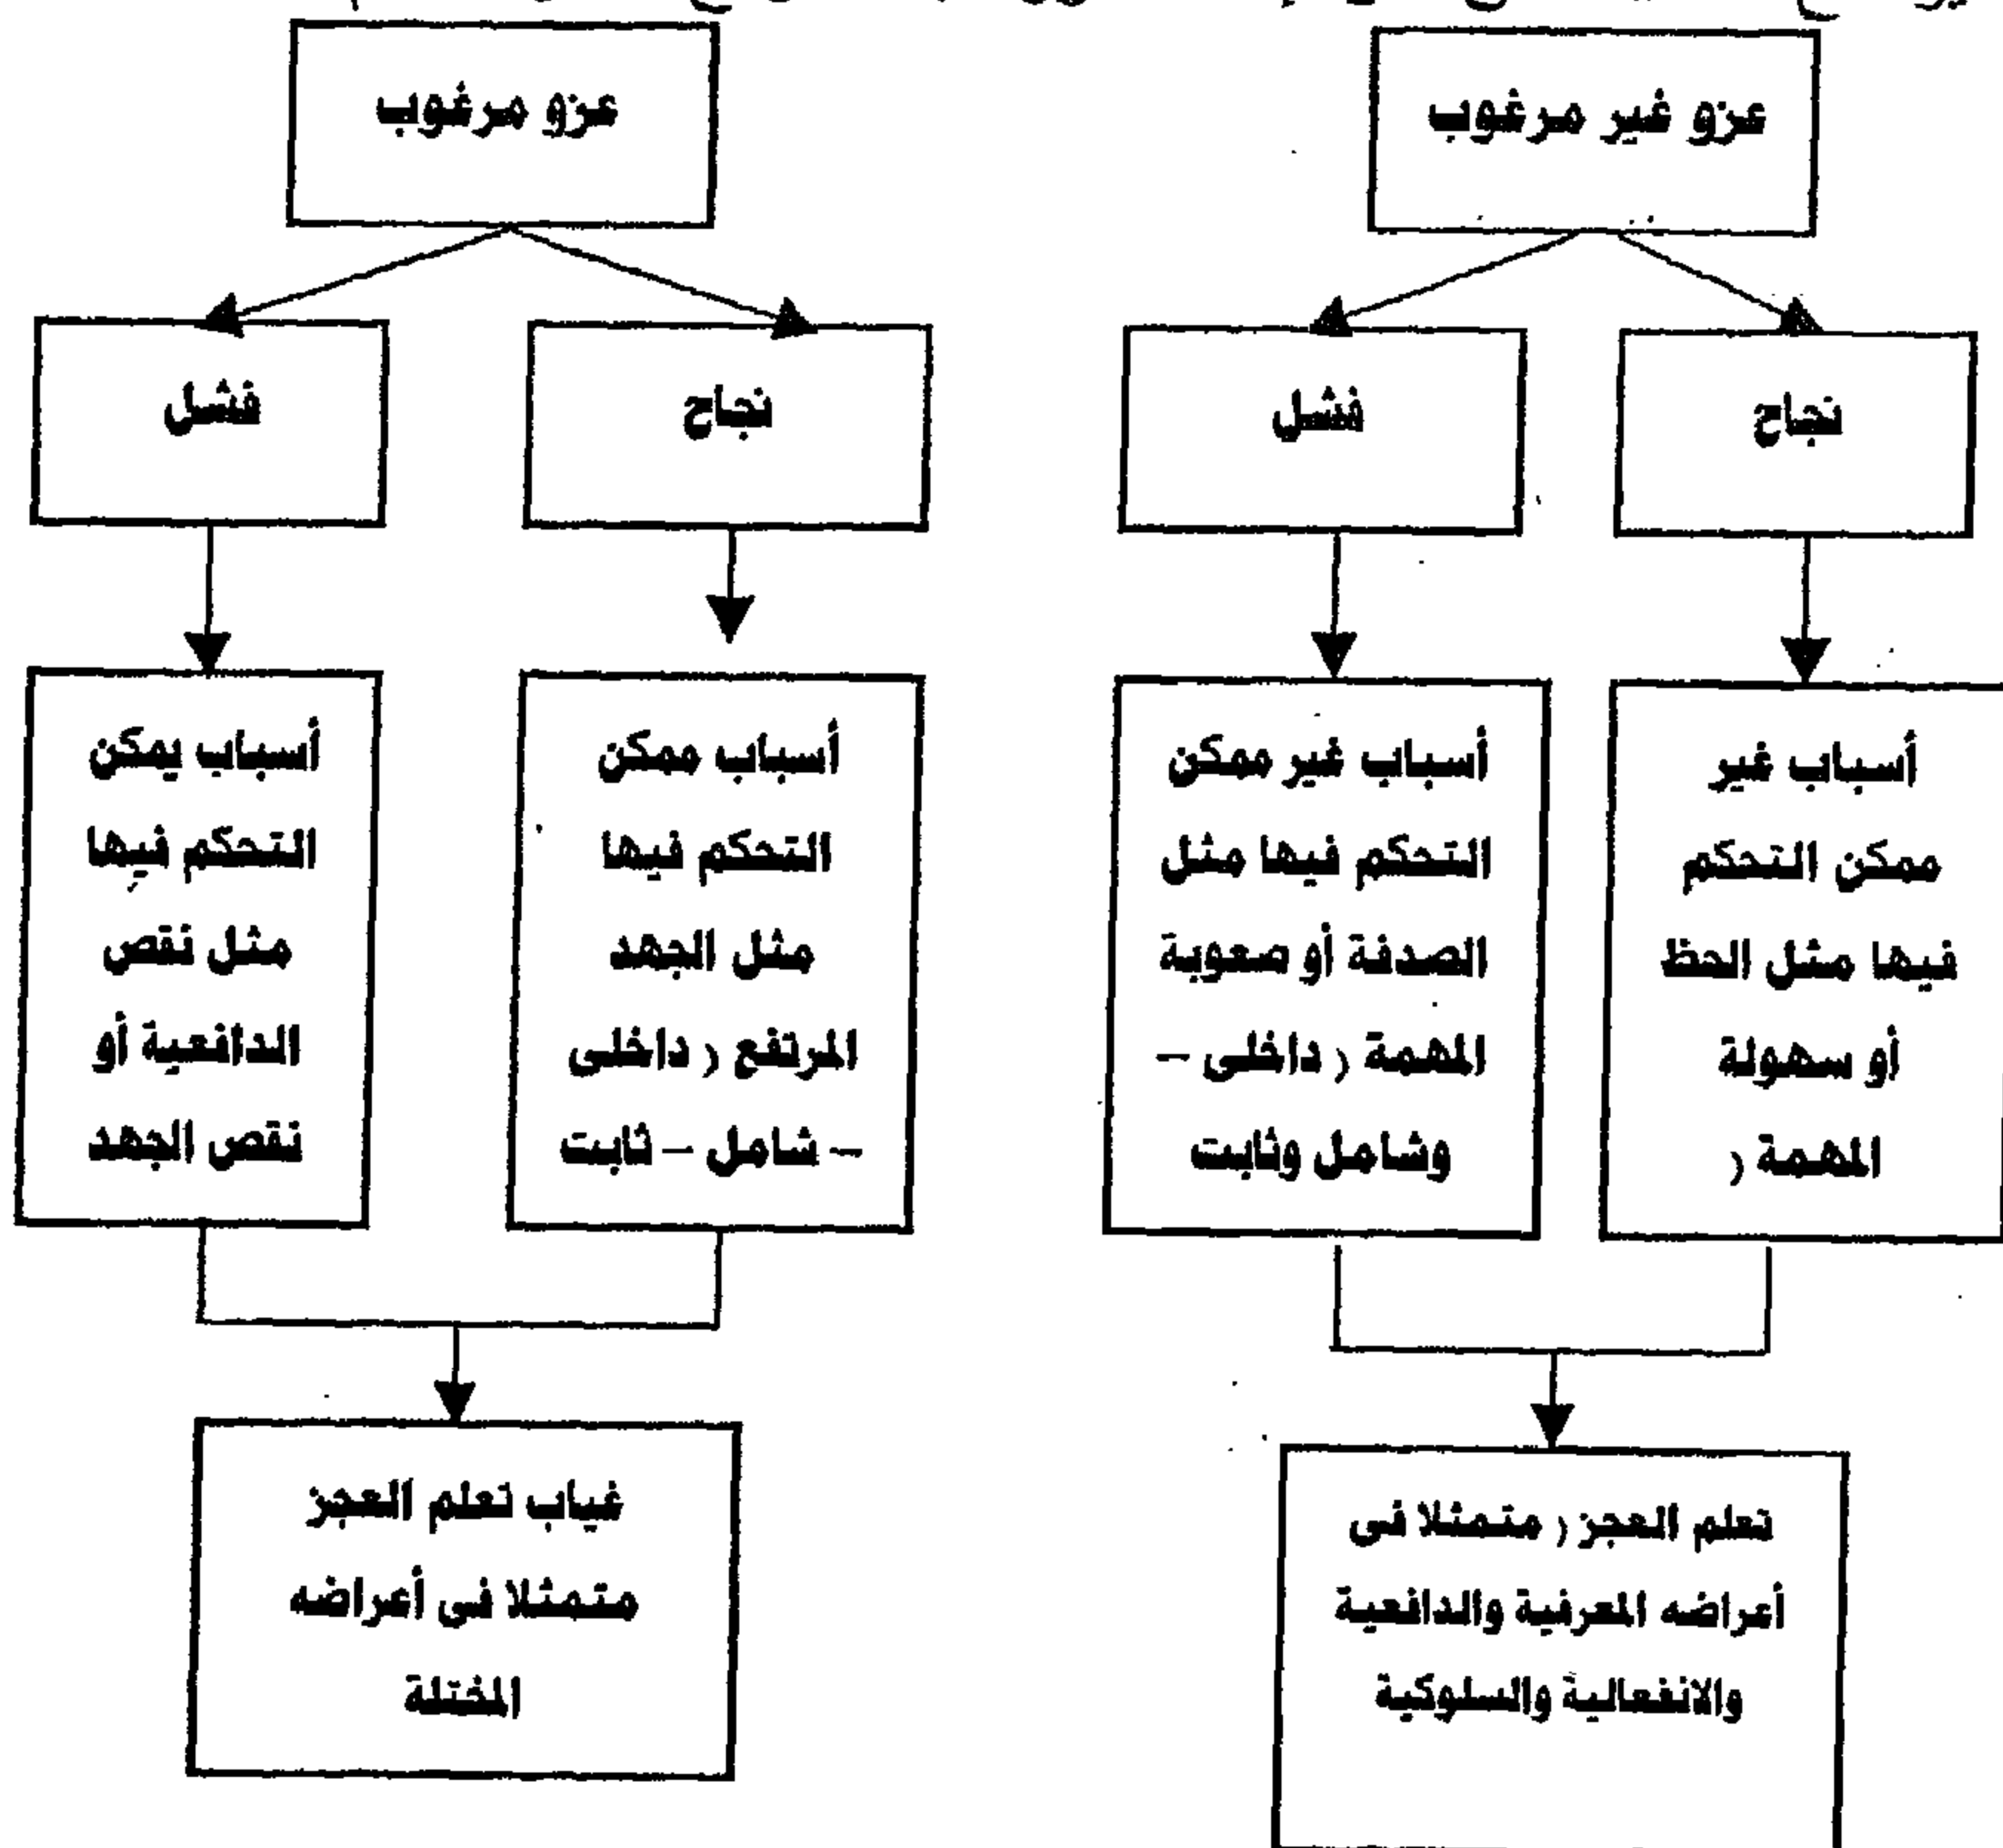 عزو غير مرغوب
نجاح
فشل
أسباب غير
ممكن التحكم
فيها مثل الحظ
أو سهولة
المهمة (
أسباب غير ممكن
التحكم فيها مثل
الصدفة أو صعوبة
المهمة ( داخلى –
وشامل وثابت
تعلم العجز ( متمثلا فى
أعراضه المعرفية والدافعية
والانفعالية والسلوكية
عزو مرغوب
نجاح
فشل
أسباب ممكن
التحكم فيها
مثل الجهد
المرتفع ( داخلى
– شامل – ثابت
أسباب يمكن
التحكم فيها
مثل نقص
الدافعية أو
نقص الجهد
غياب تعلم العجز
متمثلا فى أعراضه
المختلة